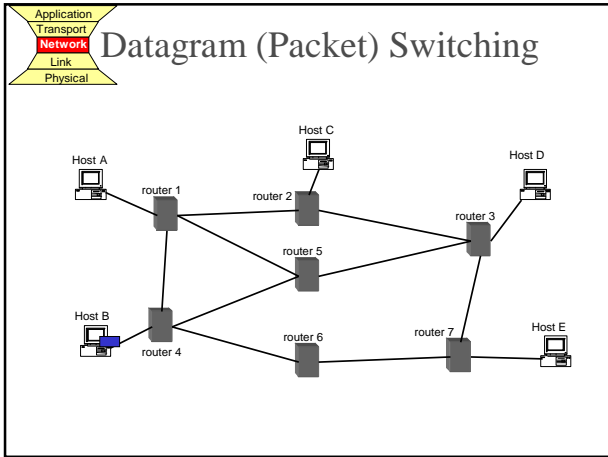 Application
Transport
Network
Link
Physical
Datagram (Packet) Switching
Host C
Host A
Host D
router 1
router 2
router 3
router 5
Host B
router 4
router 6
router 7
Host E